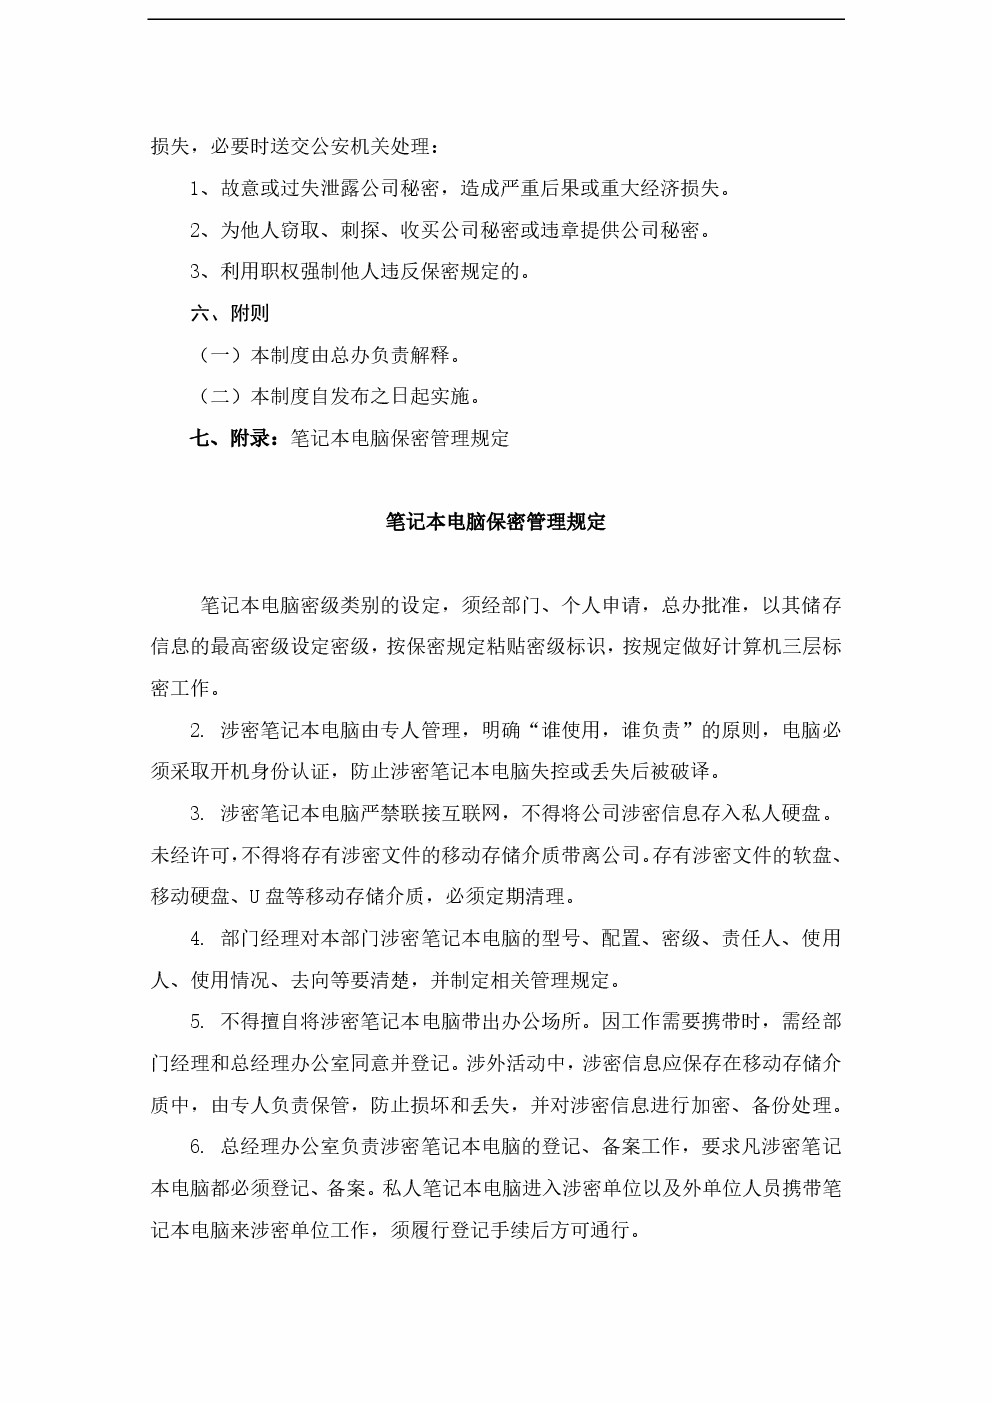 损失，必要时送交公安机关处理：
1、故意或过失泄露公司秘密，造成严重后果或重大经济损失。
2、为他人窃取、刺探、收买公司秘密或违章提供公司秘密。
3、利用职权强制他人违反保密规定的。
六、附则
（一）本制度由总办负责解释。
（二）本制度自发布之日起实施。
七、附录：笔记本电脑保密管理规定
笔记本电脑保密管理规定
笔记本电脑密级类别的设定，须经部门、个人申请，总办批准，以其储存
信息的最高密级设定密级，按保密规定粘贴密级标识，按规定做好计算机三层标
密工作。
2. 涉密笔记本电脑由专人管理，明确“谁使用，谁负责”的原则，电脑必
须采取开机身份认证，防止涉密笔记本电脑失控或丢失后被破译。
3. 涉密笔记本电脑严禁联接互联网，不得将公司涉密信息存入私人硬盘。
未经许可，不得将存有涉密文件的移动存储介质带离公司。存有涉密文件的软盘、
移动硬盘、U 盘等移动存储介质，必须定期清理。
4. 部门经理对本部门涉密笔记本电脑的型号、配置、密级、责任人、使用
人、使用情况、去向等要清楚，并制定相关管理规定。
5. 不得擅自将涉密笔记本电脑带出办公场所。因工作需要携带时，需经部
门经理和总经理办公室同意并登记。涉外活动中，涉密信息应保存在移动存储介
质中，由专人负责保管，防止损坏和丢失，并对涉密信息进行加密、备份处理。
6. 总经理办公室负责涉密笔记本电脑的登记、备案工作，要求凡涉密笔记
本电脑都必须登记、备案。私人笔记本电脑进入涉密单位以及外单位人员携带笔
记本电脑来涉密单位工作，须履行登记手续后方可通行。